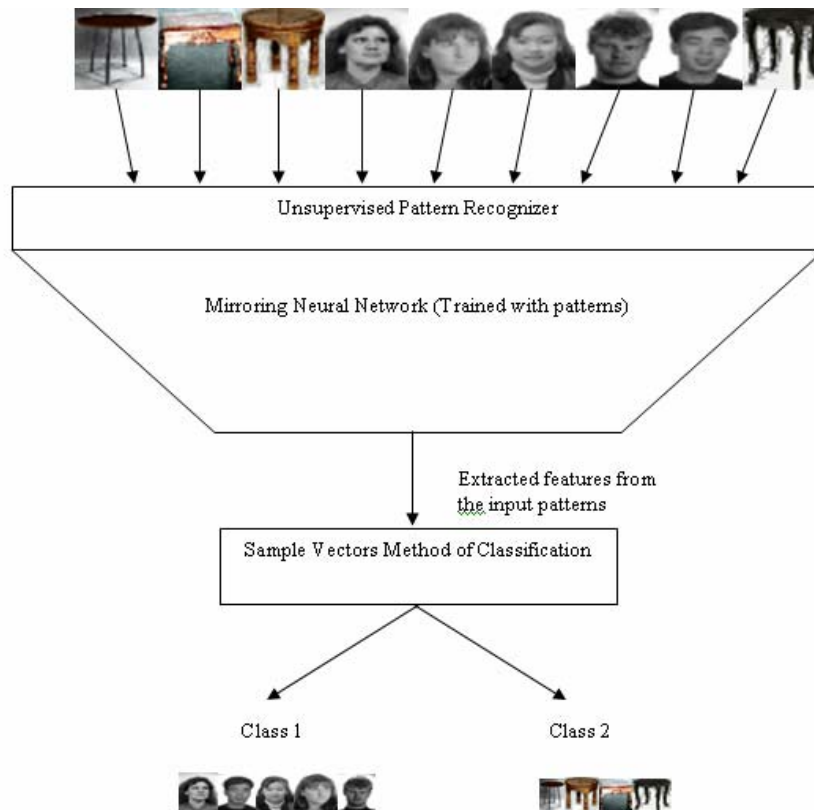 Unsupervised Pattern Recognizer
Mirroring Neural Network (Trained with patterns)
Extracted features from
the input patterns
Sample Vectors Method of Classification
Class 1
Class 2